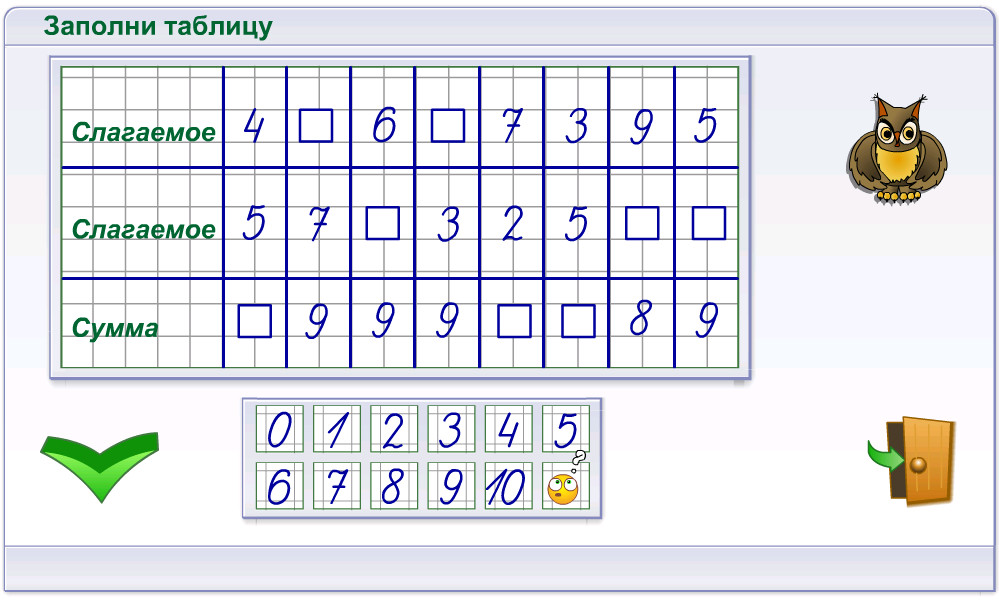 Заполни таблицу
Слагаемое 4 □ 6 □ 7 3 9 5
Слагаемое 5 7 □ 3 2 5 □ □
Сумма □ 9 9 9 □ □ 8 9
0 1 2 3 4 5
6 7 8 9 10 ?